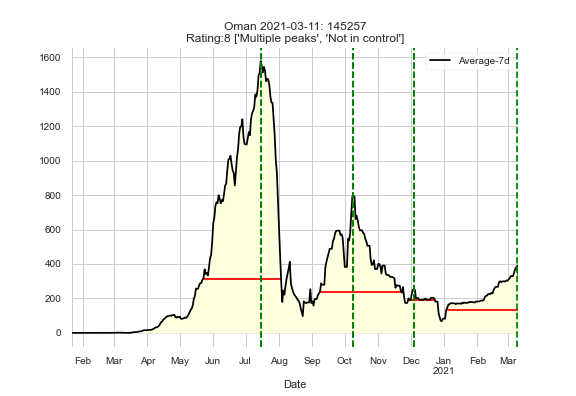 Oman 2021-03-11: 145257
Rating:8 ['Multiple peaks', 'Not in control']
Average-7d
1600
1400
1200
1000
800
600
400
200
0
Feb Mar Apr May Jun Jul Aug Sep Oct Nov Dec Jan Feb Mar
2021
Date